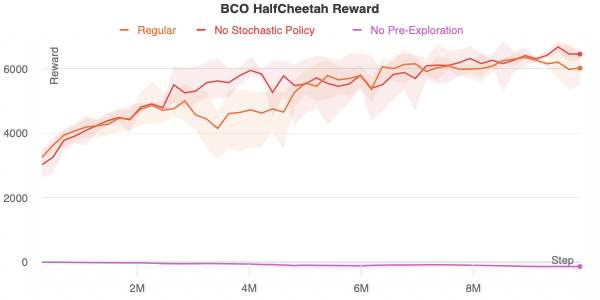 BCO HalfCheetah Reward
Regular No Stochastic Policy No Pre-Exploration
Reward
6000
4000
2000
0
Step
2M 4M 6M 8M